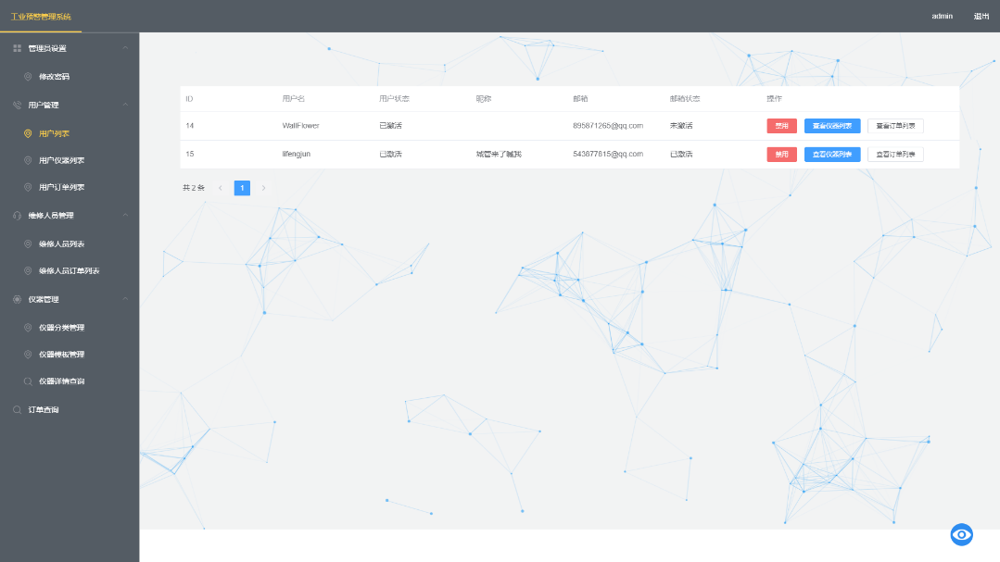 工业预警管理系统 admin 退出
管理员设置
修改密码
用户管理
用户列表
用户仪器列表
用户订单列表
维修人员管理
维修人员列表
维修人员订单列表
仪器管理
仪器分类管理
仪器模板管理
仪器详情查询
订单查询
ID 用户名 用户状态 昵称 邮箱 邮箱状态 操作
14 WallFlower 已激活 895871265@qq.com 未激活 禁用 查看仪器列表 查看订单列表
15 lifengjun 已激活 城管来了喊我 543877815@qq.com 已激活 禁用 查看仪器列表 查看订单列表
共 2 条 1